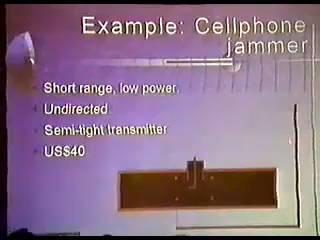 Example: Cellphone
jammer
Short range, low power.
Undirected
Semi-tight transmitter
US$40